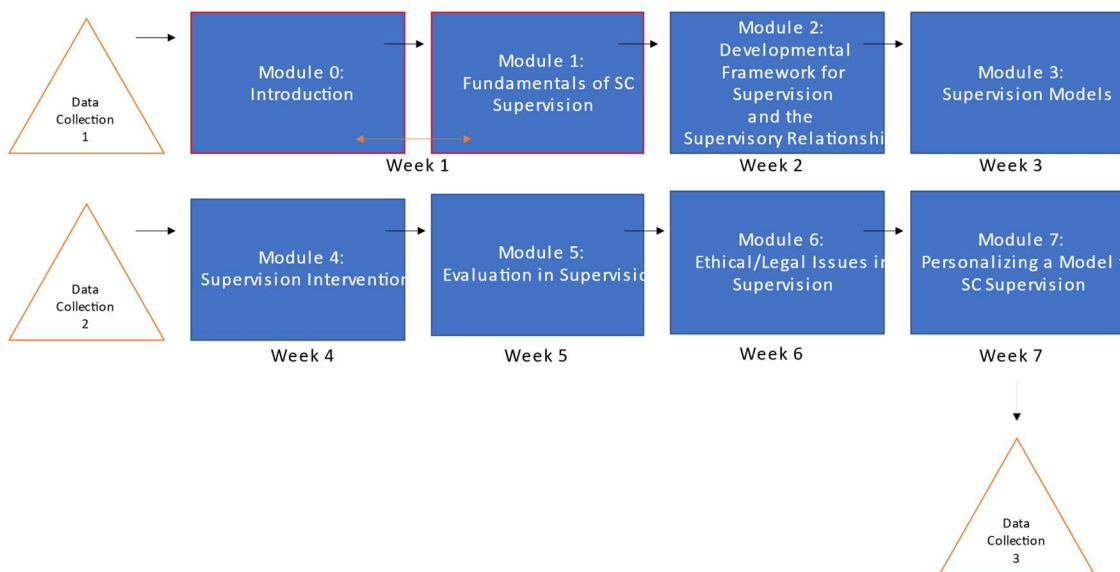 Data
Collection
1
Module 0:
Introduction
Module 1:
Fundamentals of SC
Supervision
Module 2:
Developmental
Framework for
Supervision
and the
Supervisory Relationshi
Module 3:
Supervision Models
Week 1
Week 2
Week 3
Data
Collection
2
Module 4:
Supervision Intervention
Module 5:
Evaluation in Supervisio
Module 6:
Ethical/Legal Issues in
Supervision
Module 7:
Personalizing a Model
SC Supervision
Week 4
Week 5
Week 6
Week 7
Data
Collection
3